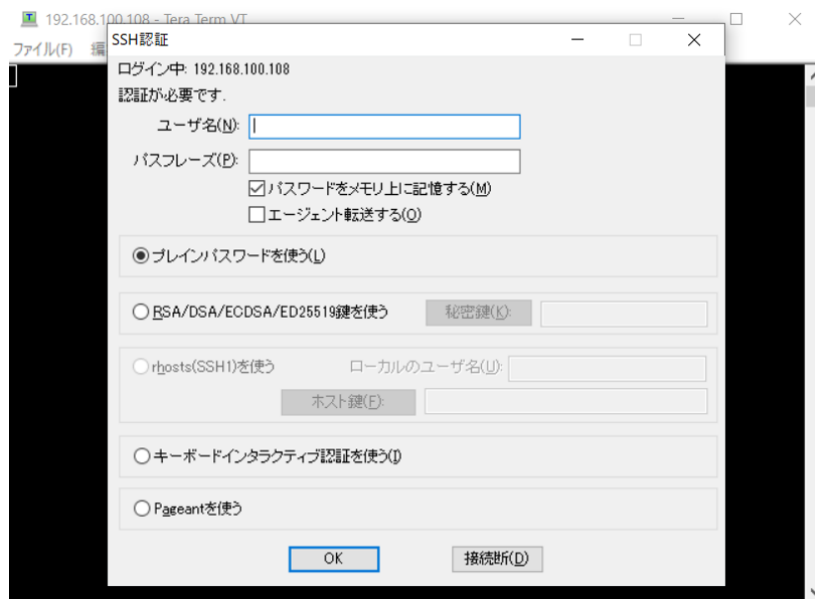 192.168.100.108 - Tera Term VT
ファイル(F) 編
SSH認証
ログイン中: 192.168.100.108
認証が必要です.
ユーザ名(N):
パスフレーズ(P):
パスワードをメモリ上に記憶する(M)
エージェント転送する(O)
プレインパスワードを使う(L)
RSA/DSA/ECDSA/ED25519鍵を使う 秘密鍵(K):
rhosts(SSH1)を使う ローカルのユーザ名(U):
ホスト鍵(F):
キーボードインタラクティブ認証を使う(I)
Pageantを使う
OK 接続断(D)